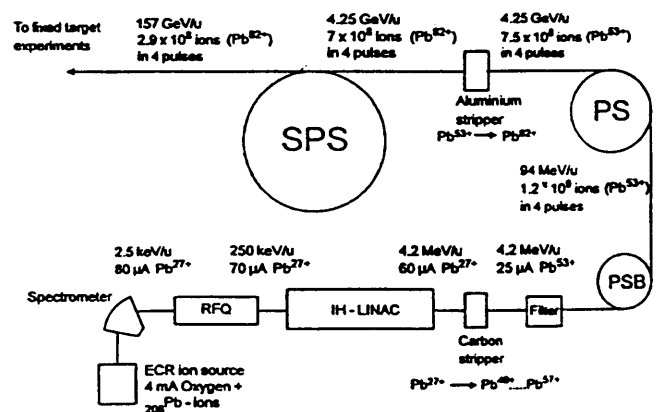 To fixed target
experiments
157 GeV/u
2.9 x 10⁸ ions (Pb⁸²⁺)
in 4 pulses
4.25 GeV/u
7 x 10⁸ ions (Pb⁸²⁺)
in 4 pulses
4.25 GeV/u
7.5 x 10⁸ ions (Pb⁵³⁺)
in 4 pulses
SPS
Aluminium
stripper
Pb⁵³⁺ → Pb⁸²⁺
PS
94 MeV/u
1.2 * 10⁹ ions (Pb⁵³⁺)
in 4 pulses
2.5 keV/u
80 µA Pb²⁷⁺
250 keV/u
70 µA Pb²⁷⁺
4.2 MeV/u
60 µA Pb²⁷⁺
4.2 MeV/u
25 µA Pb⁵³⁺
PSB
Spectrometer
RFQ
IH - LINAC
Filter
Carbon
stripper
ECR ion source
4 mA Oxygen +
₂₀₈Pb - ions
Pb²⁷⁺ → Pb⁴⁹⁺.....Pb⁵⁷⁺